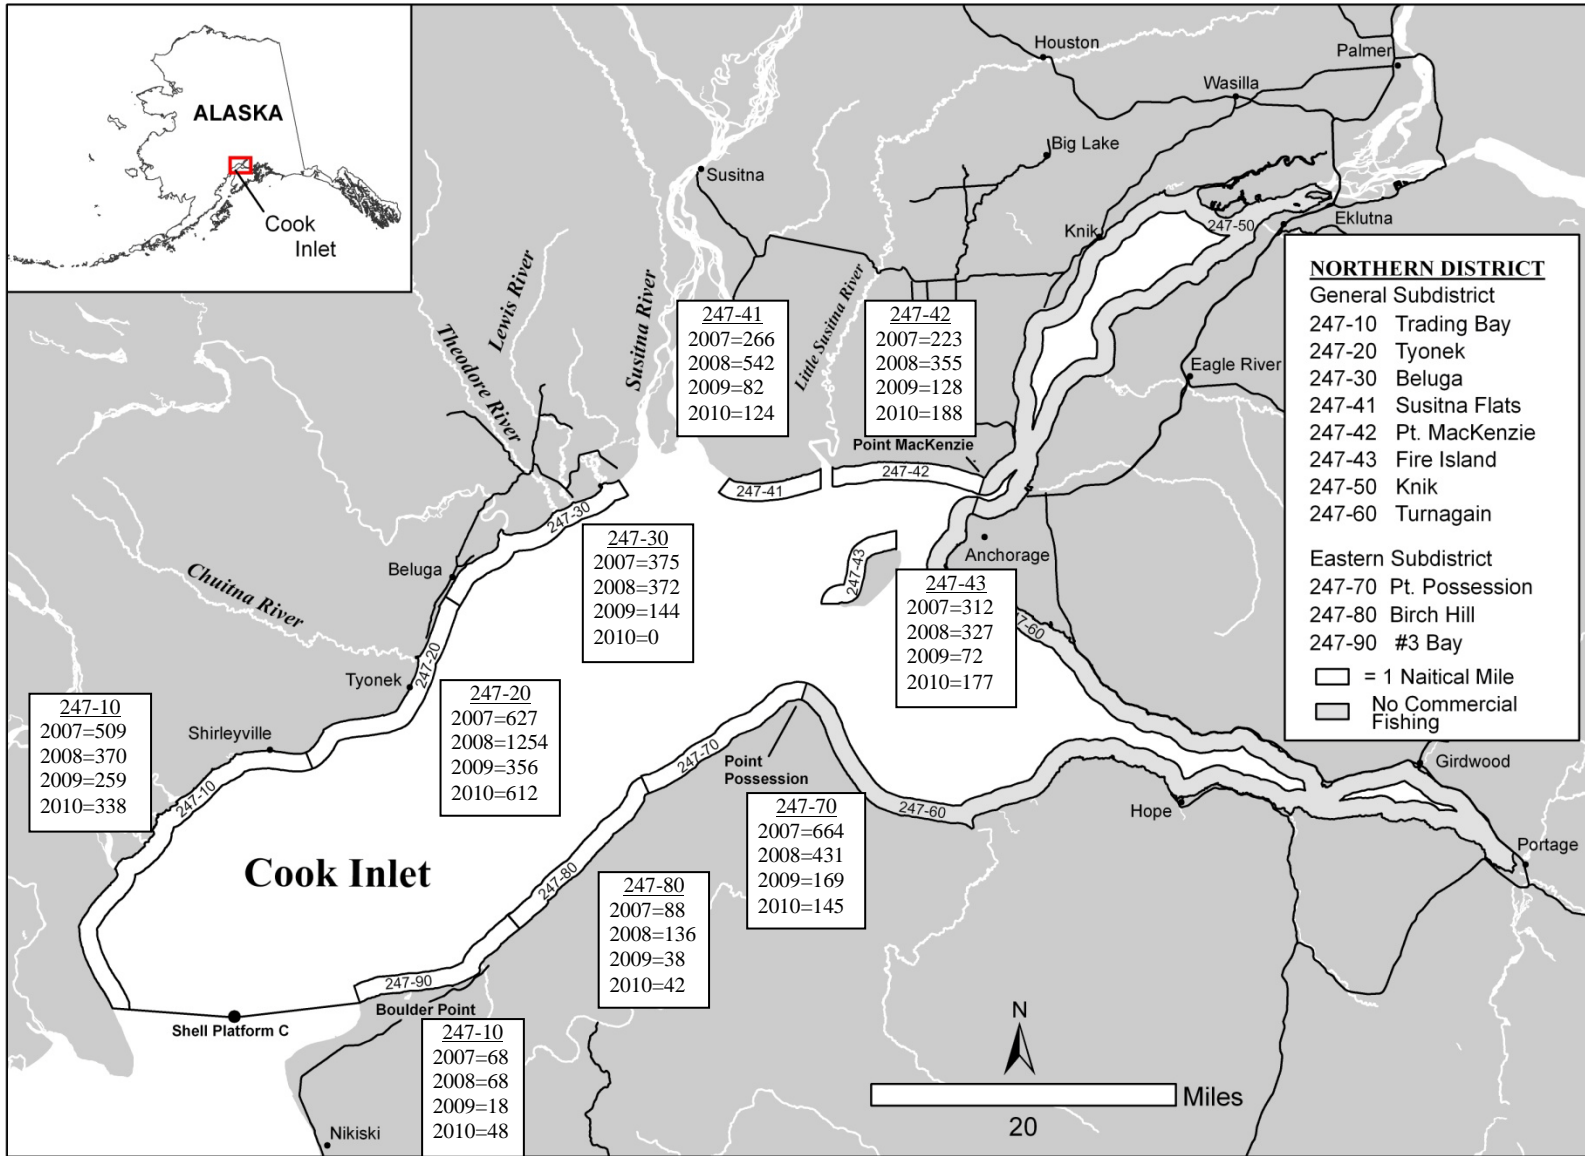 ALASKA
Cook
Inlet
Houston
Palmer
Wasilla
Big Lake
Susitna
Knik
247-50
Eklutna
Lewis River
Theodore River
Susitna River
Little Susitna River
Eagle River
NORTHERN DISTRICT
General Subdistrict
247-10 Trading Bay
247-20 Tyonek
247-30 Beluga
247-41 Susitna Flats
247-42 Pt. MacKenzie
247-43 Fire Island
247-50 Knik
247-60 Turnagain
Eastern Subdistrict
247-70 Pt. Possession
247-80 Birch Hill
247-90 #3 Bay
= 1 Naitical Mile
No Commercial
Fishing
247-41
2007=266
2008=542
2009=82
2010=124
247-42
2007=223
2008=355
2009=128
2010=188
Point MacKenzie
247-42
247-41
247-30
247-43
Anchorage
247-30
2007=375
2008=372
2009=144
2010=0
247-43
2007=312
2008=327
2009=72
2010=177
Beluga
Chuitna River
247-20
Tyonek
7-60
247-20
2007=627
2008=1254
2009=356
2010=612
247-10
2007=509
2008=370
2009=259
2010=338
Shirleyville
247-10
247-70
Point
Possession
247-60
Hope
Girdwood
Portage
247-70
2007=664
2008=431
2009=169
2010=145
Cook Inlet
247-80
247-80
2007=88
2008=136
2009=38
2010=42
247-90
Boulder Point
Shell Platform C
247-10
2007=68
2008=68
2009=18
2010=48
Nikiski
N
Miles
20